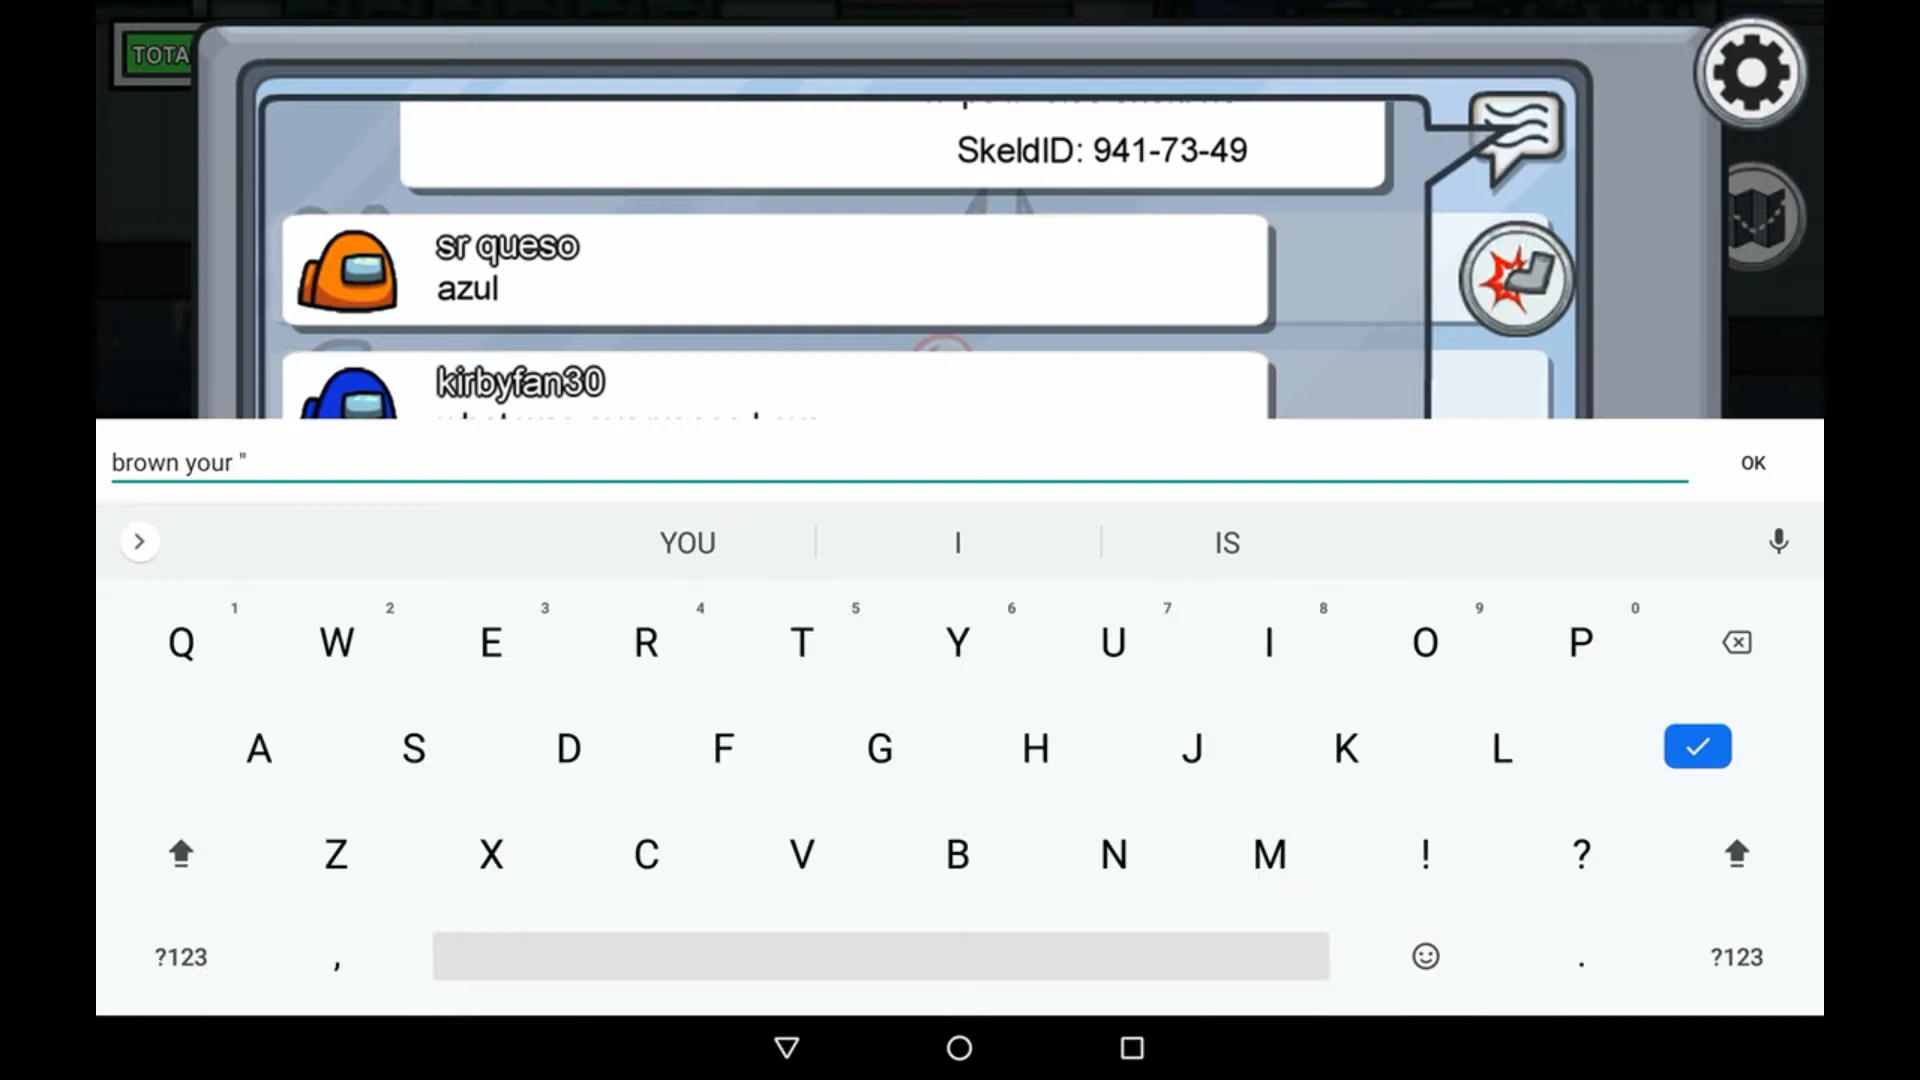 TOTA
SkeldID: 941-73-49
sr queso
azul
kirbyfan30
brown your "
OK
YOU I IS
1 2 3 4 5 6 7 8 9 0
Q W E R T Y U I O P
A S D F G H J K L
Z X C V B N M ! ?
?123 , . ?123